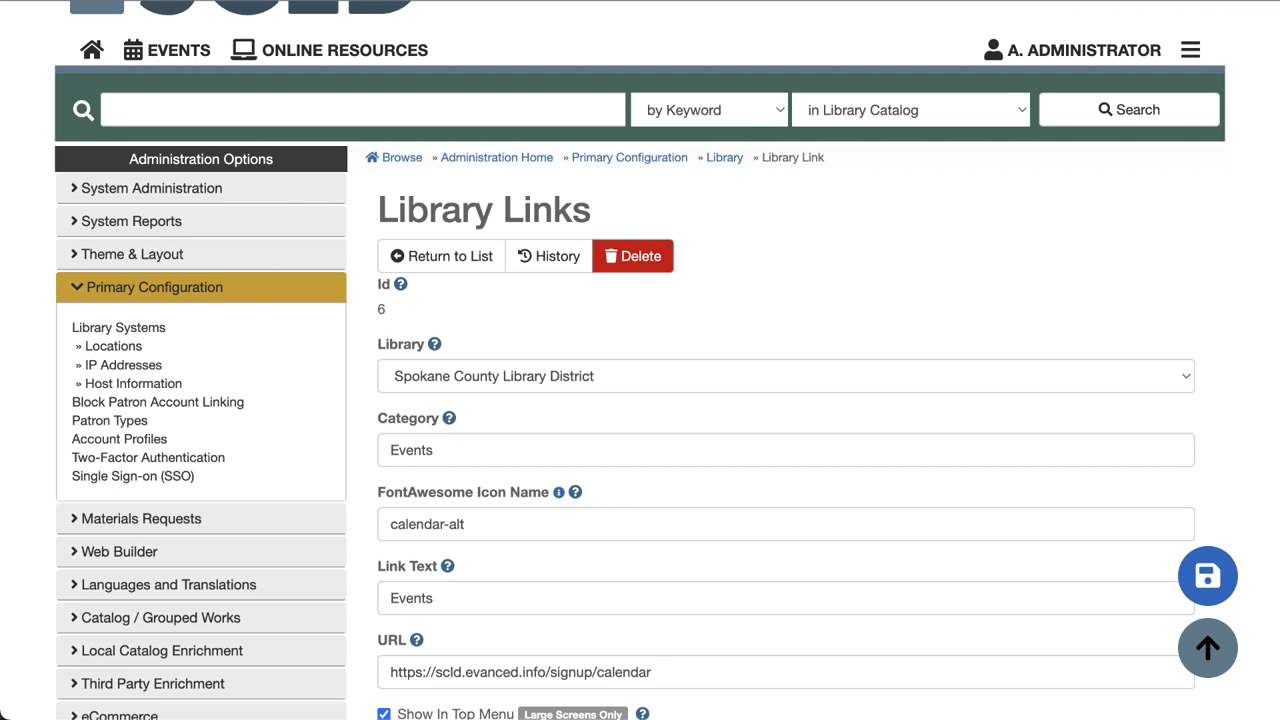 SCLD
EVENTS
ONLINE RESOURCES
A. ADMINISTRATOR
by Keyword
in Library Catalog
Search
Administration Options
System Administration
System Reports
Theme & Layout
Primary Configuration
Library Systems
» Locations
» IP Addresses
» Host Information
Block Patron Account Linking
Patron Types
Account Profiles
Two-Factor Authentication
Single Sign-on (SSO)
Materials Requests
Web Builder
Languages and Translations
Catalog / Grouped Works
Local Catalog Enrichment
Third Party Enrichment
eCommerce
Browse » Administration Home » Primary Configuration » Library » Library Link
Library Links
Return to List
History
Delete
Id
6
Library
Spokane County Library District
Category
Events
FontAwesome Icon Name
calendar-alt
Link Text
Events
URL
https://scld.evanced.info/signup/calendar
Show In Top Menu Large Screens Only